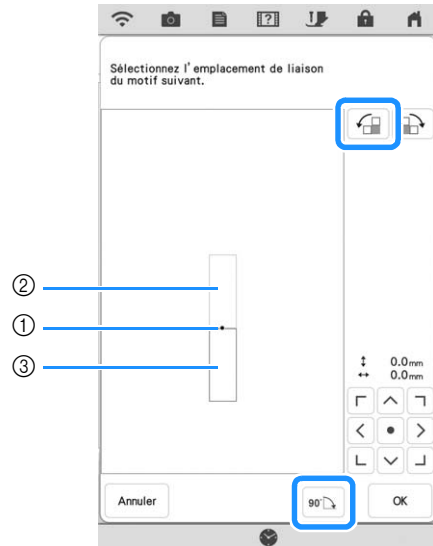 Sélectionnez l'emplacement de liaison
du motif suivant.
②
①
③
0.0mm
0.0mm
Annuler
90°
OK